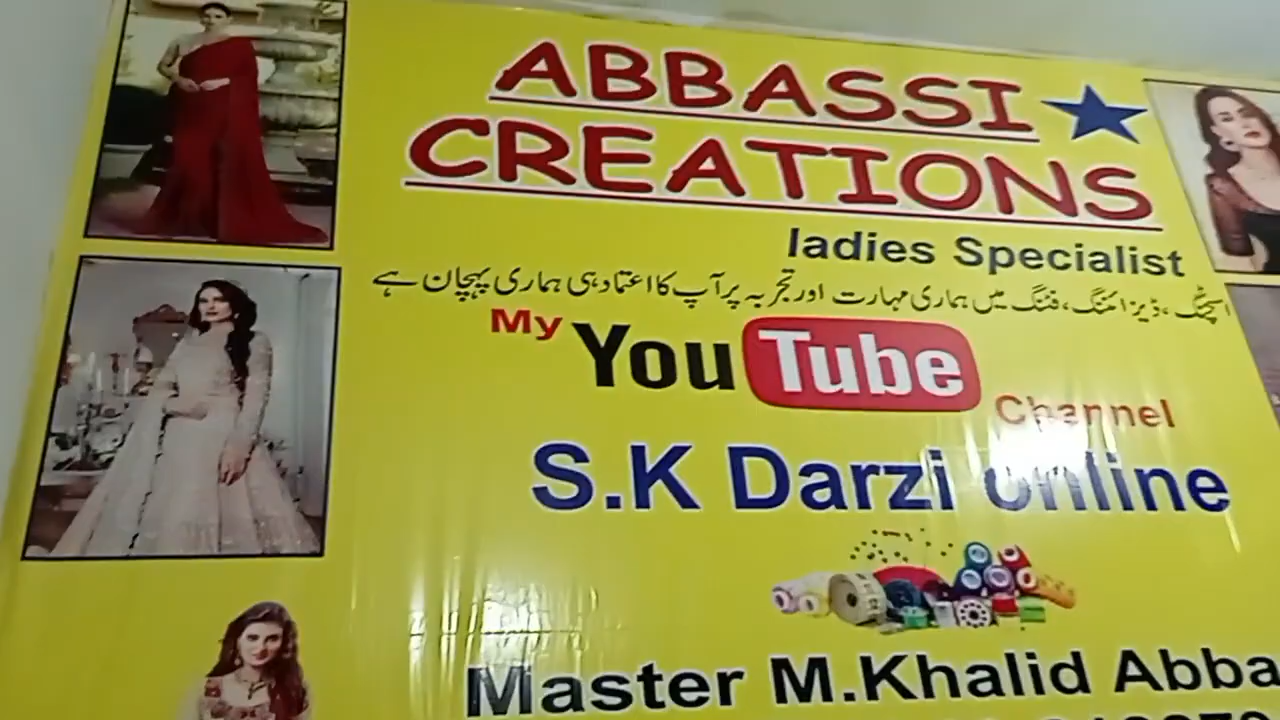 ABBASSI
CREATIONS
ladies Specialist
اسٹچنگ، ڈیزائننگ، فٹنگ میں ہماری مہارت اور تجربہ پر آپ کا اعتماد ہی ہماری پہچان ہے
My YouTube Channel
S.K Darzi online
Master M.Khalid Abba